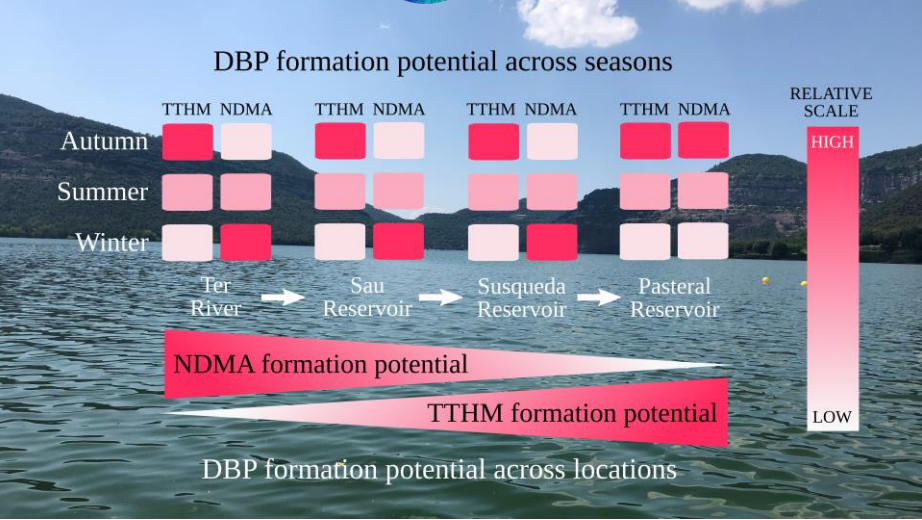 DBP formation potential across seasons
TTHM NDMA TTHM NDMA TTHM NDMA TTHM NDMA
RELATIVE
SCALE
HIGH
Autumn
Summer
Winter
Ter
River
Sau
Reservoir
Susqueda
Reservoir
Pasteral
Reservoir
NDMA formation potential
TTHM formation potential
LOW
DBP formation potential across locations